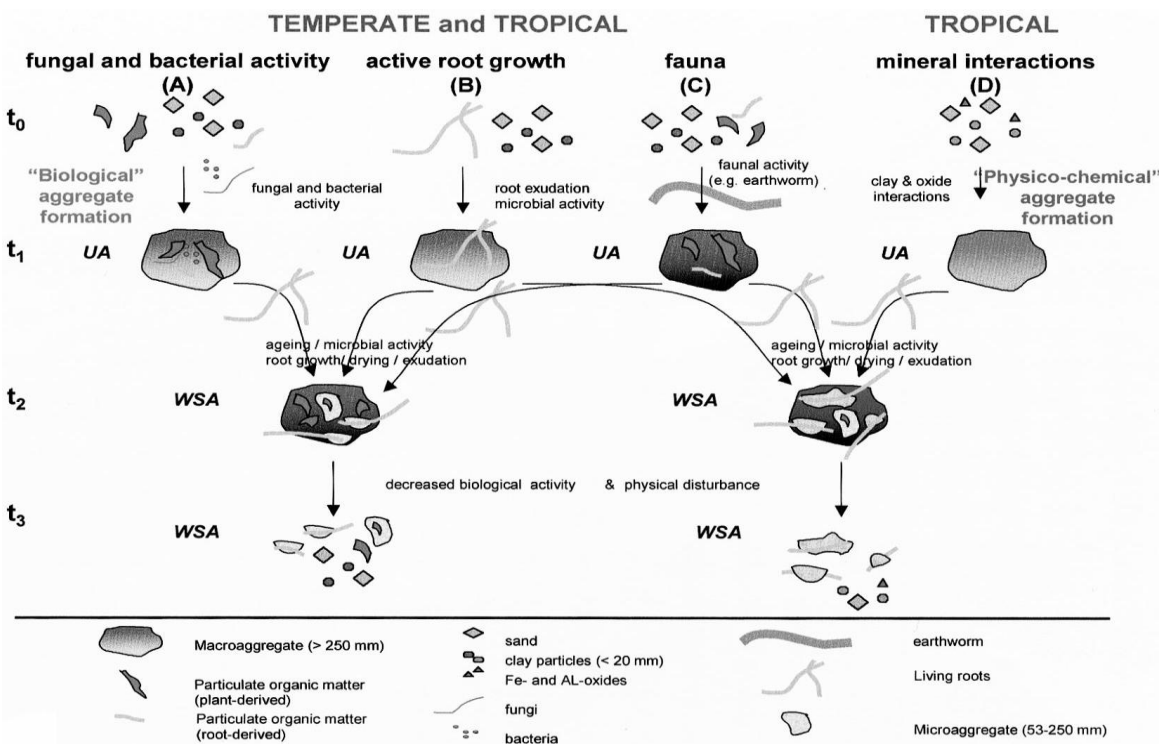 TEMPERATE and TROPICAL
TROPICAL
fungal and bacterial activity
(A)
active root growth
(B)
fauna
(C)
mineral interactions
(D)
t0
"Biological"
aggregate
formation
fungal and bacterial
activity
root exudation
microbial activity
faunal activity
(e.g. earthworm)
clay & oxide
interactions
"Physico-chemical"
aggregate
formation
t1
UA
UA
UA
UA
ageing / microbial activity
root growth/ drying / exudation
ageing / microbial activity
root growth/ drying / exudation
t2
WSA
WSA
decreased biological activity & physical disturbance
t3
WSA
WSA
Macroaggregate (> 250 mm)
Particulate organic matter
(plant-derived)
Particulate organic matter
(root-derived)
sand
clay particles (< 20 mm)
Fe- and AL-oxides
fungi
bacteria
earthworm
Living roots
Microaggregate (53-250 mm)